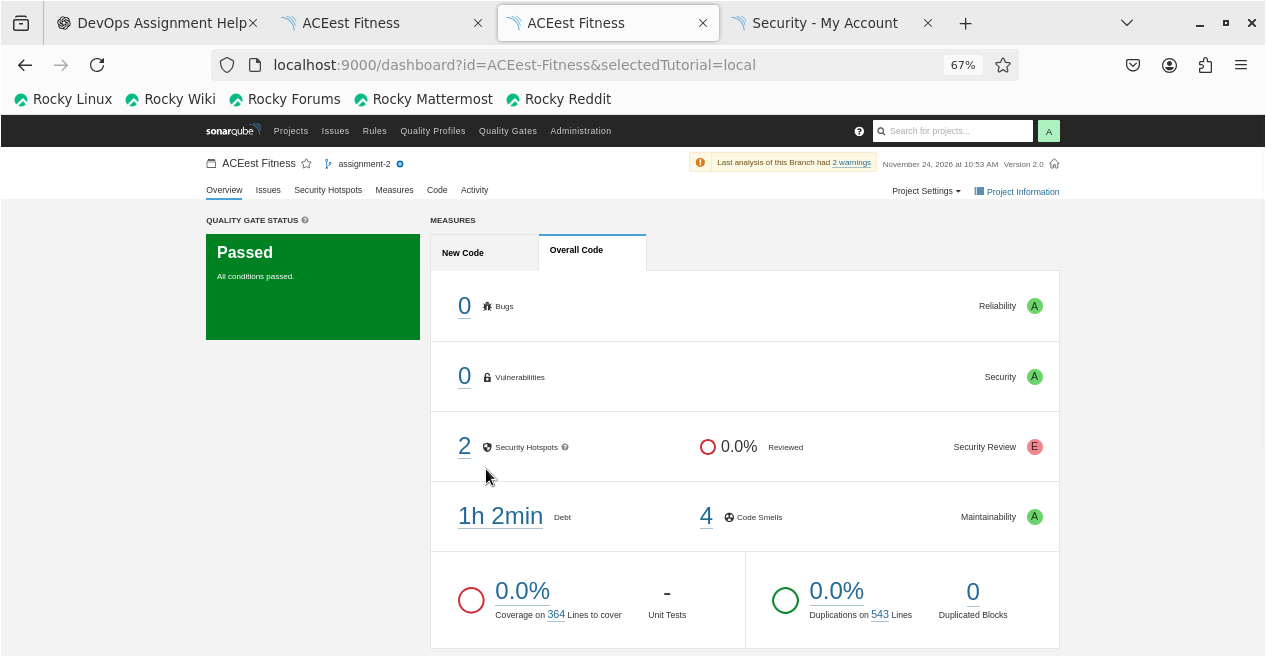 DevOps Assignment Help
ACEest Fitness
ACEest Fitness
Security - My Account
localhost:9000/dashboard?id=ACEest-Fitness&selectedTutorial=local
67%
Rocky Linux
Rocky Wiki
Rocky Forums
Rocky Mattermost
Rocky Reddit
sonarqube
Projects
Issues
Rules
Quality Profiles
Quality Gates
Administration
Search for projects...
A
ACEest Fitness
assignment-2
Last analysis of this Branch had 2 warnings
November 24, 2026 at 10:53 AM
Version 2.0
Overview
Issues
Security Hotspots
Measures
Code
Activity
Project Settings
Project Information
QUALITY GATE STATUS
MEASURES
Passed
All conditions passed.
New Code
Overall Code
0 Bugs
Reliability A
0 Vulnerabilities
Security A
2 Security Hotspots
0.0% Reviewed
Security Review E
1h 2min Debt
4 Code Smells
Maintainability A
0.0%
Coverage on 364 Lines to cover
-
Unit Tests
0.0%
Duplications on 543 Lines
0
Duplicated Blocks